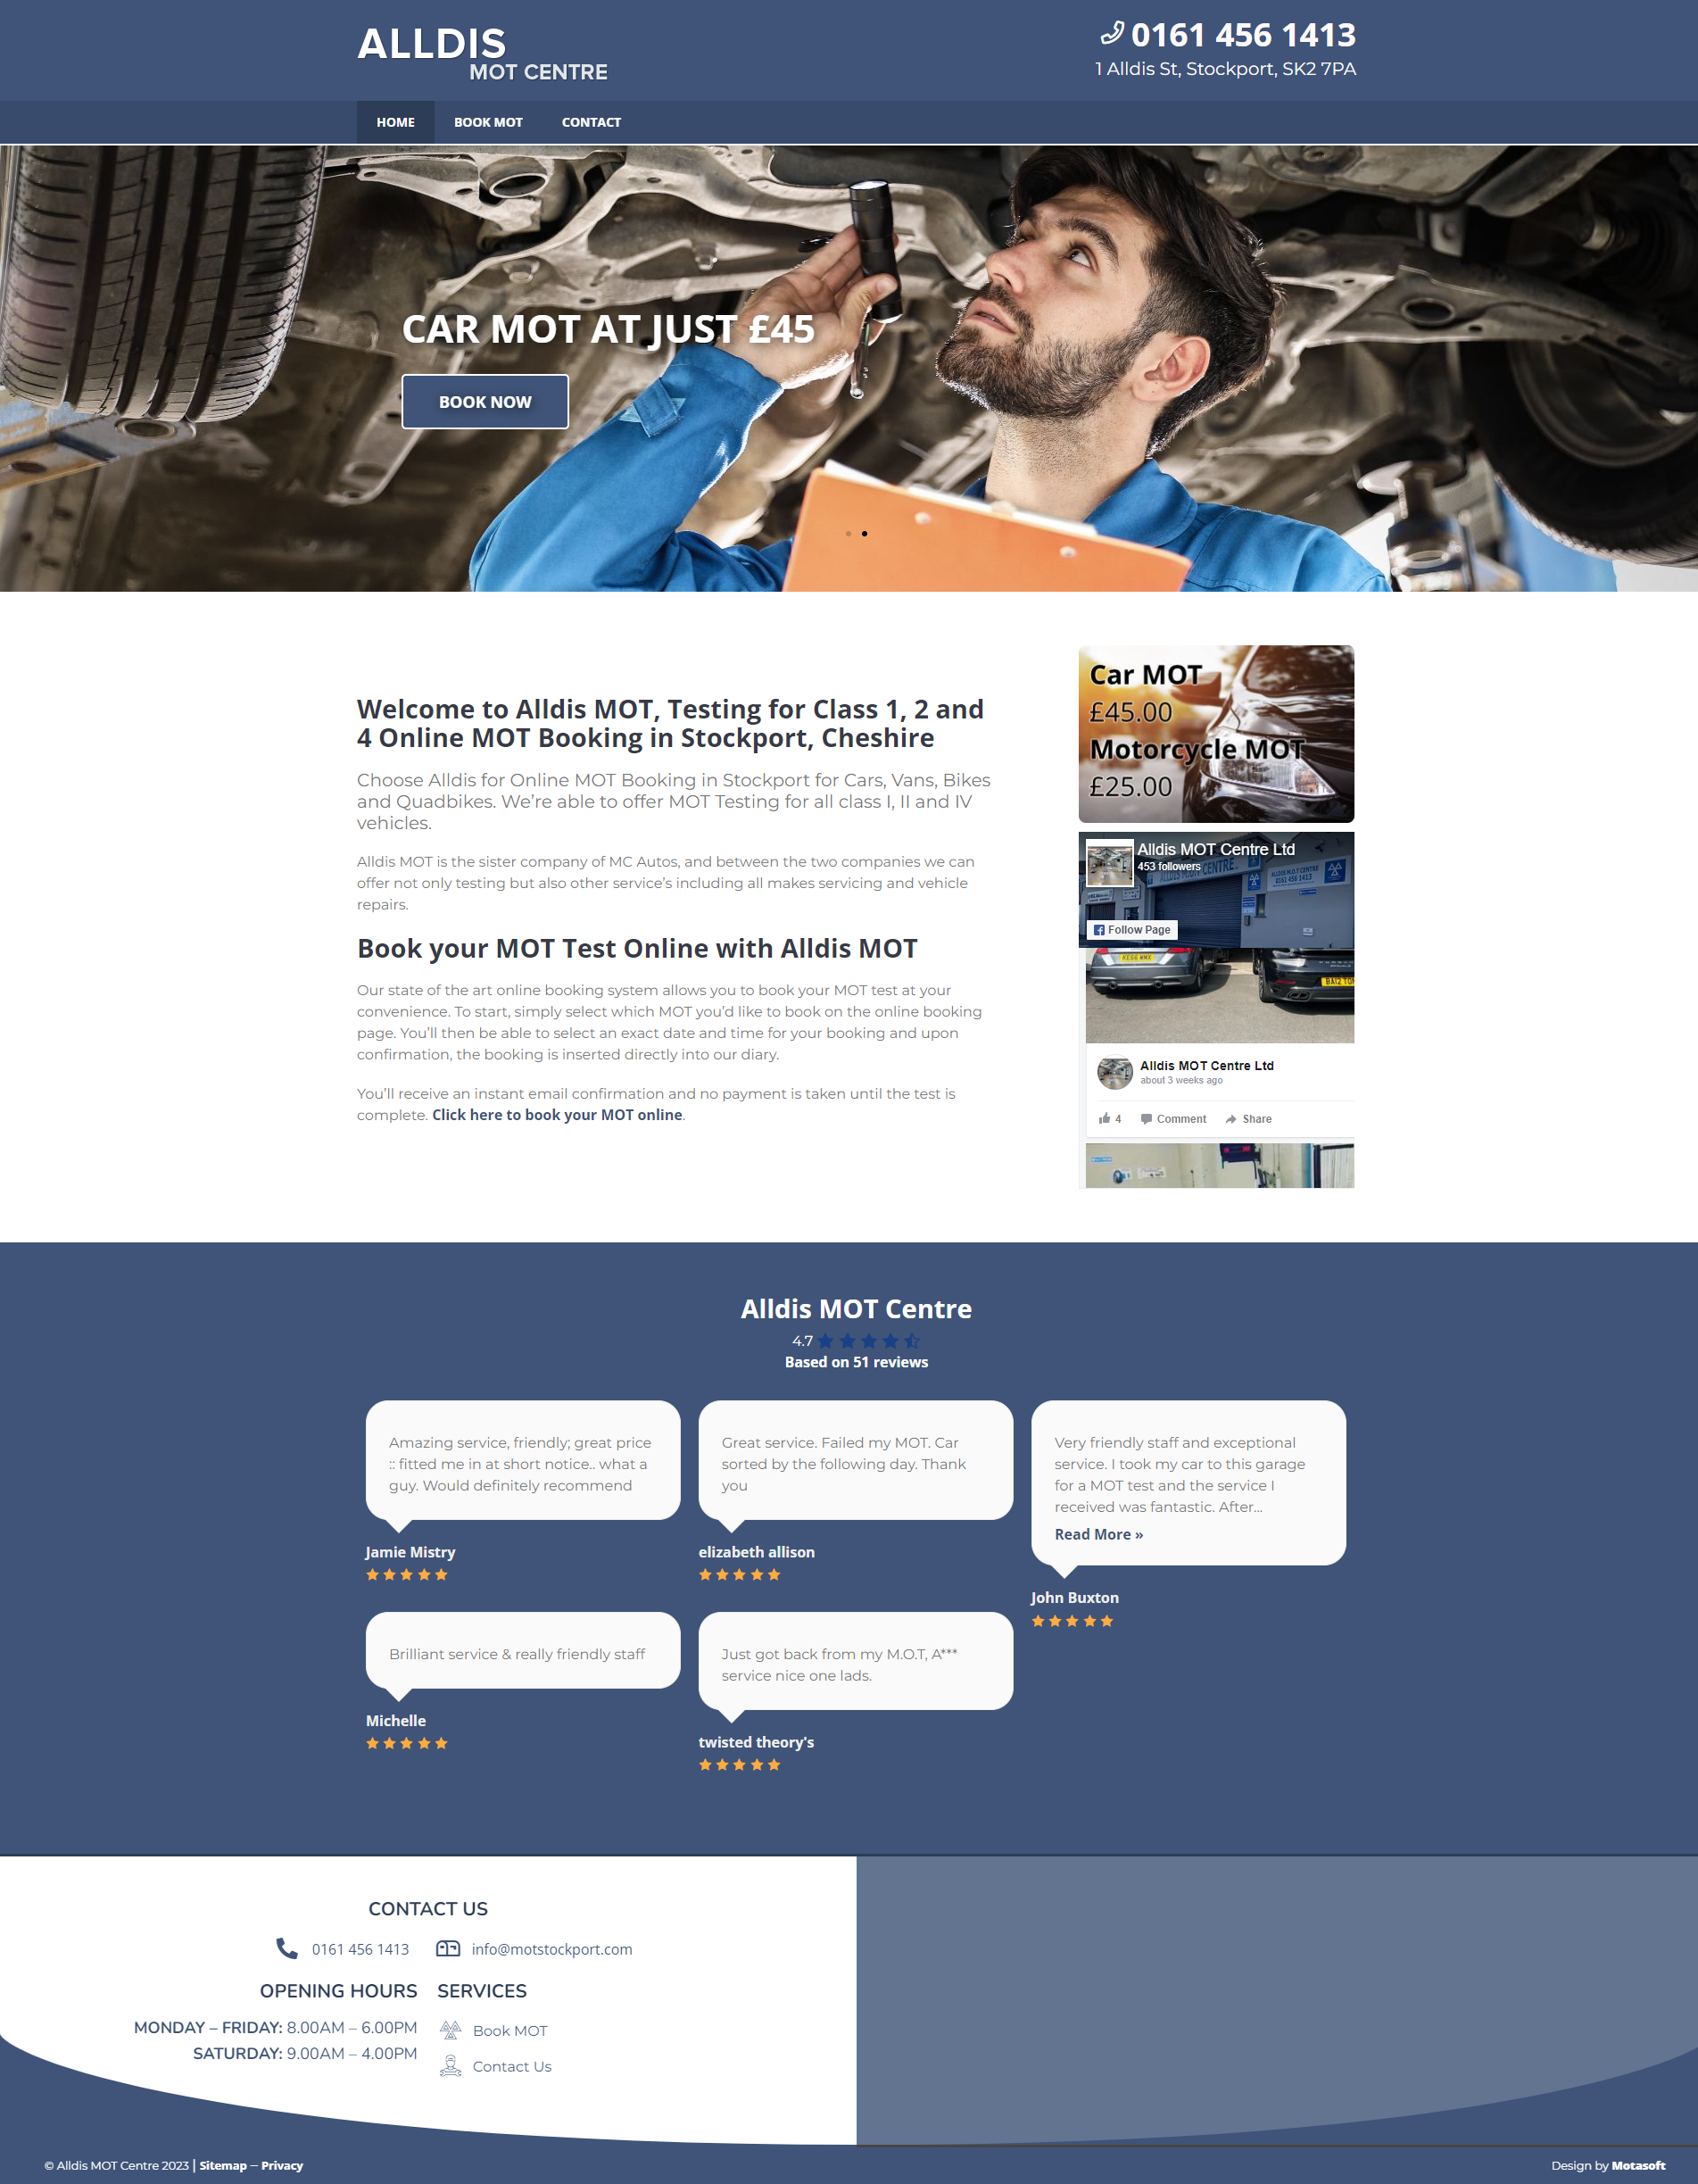 ALLDIS
MOT CENTRE
0161 456 1413
1 Alldis St, Stockport, SK2 7PA
HOME
BOOK MOT
CONTACT
CAR MOT AT JUST £45
BOOK NOW
Welcome to Alldis MOT, Testing for Class 1, 2 and
4 Online MOT Booking in Stockport, Cheshire
Choose Alldis for Online MOT Booking in Stockport for Cars, Vans, Bikes
and Quadbikes. We’re able to offer MOT Testing for all class I, II and IV
vehicles.
Alldis MOT is the sister company of MC Autos, and between the two companies we can
offer not only testing but also other service’s including all makes servicing and vehicle
repairs.
Book your MOT Test Online with Alldis MOT
Our state of the art online booking system allows you to book your MOT test at your
convenience. To start, simply select which MOT you’d like to book on the online booking
page. You’ll then be able to select an exact date and time for your booking and upon
confirmation, the booking is inserted directly into our diary.
You’ll receive an instant email confirmation and no payment is taken until the test is
complete. Click here to book your MOT online.
Car MOT
£45.00
Motorcycle MOT
£25.00
Alldis MOT Centre Ltd
453 followers
ALLDIS M.O.T CENTRE
0161 456 1413
Follow Page
Alldis MOT Centre Ltd
about 3 weeks ago
4
Comment
Share
Alldis MOT Centre
4.7
Based on 51 reviews
Amazing service, friendly; great price
:: fitted me in at short notice.. what a
guy. Would definitely recommend
Jamie Mistry
Great service. Failed my MOT. Car
sorted by the following day. Thank
you
elizabeth allison
Very friendly staff and exceptional
service. I took my car to this garage
for a MOT test and the service I
received was fantastic. After...
Read More »
John Buxton
Brilliant service & really friendly staff
Michelle
Just got back from my M.O.T, A***
service nice one lads.
twisted theory's
CONTACT US
0161 456 1413
info@motstockport.com
OPENING HOURS
MONDAY – FRIDAY: 8.00AM – 6.00PM
SATURDAY: 9.00AM – 4.00PM
SERVICES
Book MOT
Contact Us
© Alldis MOT Centre 2023 | Sitemap – Privacy
Design by Motasoft